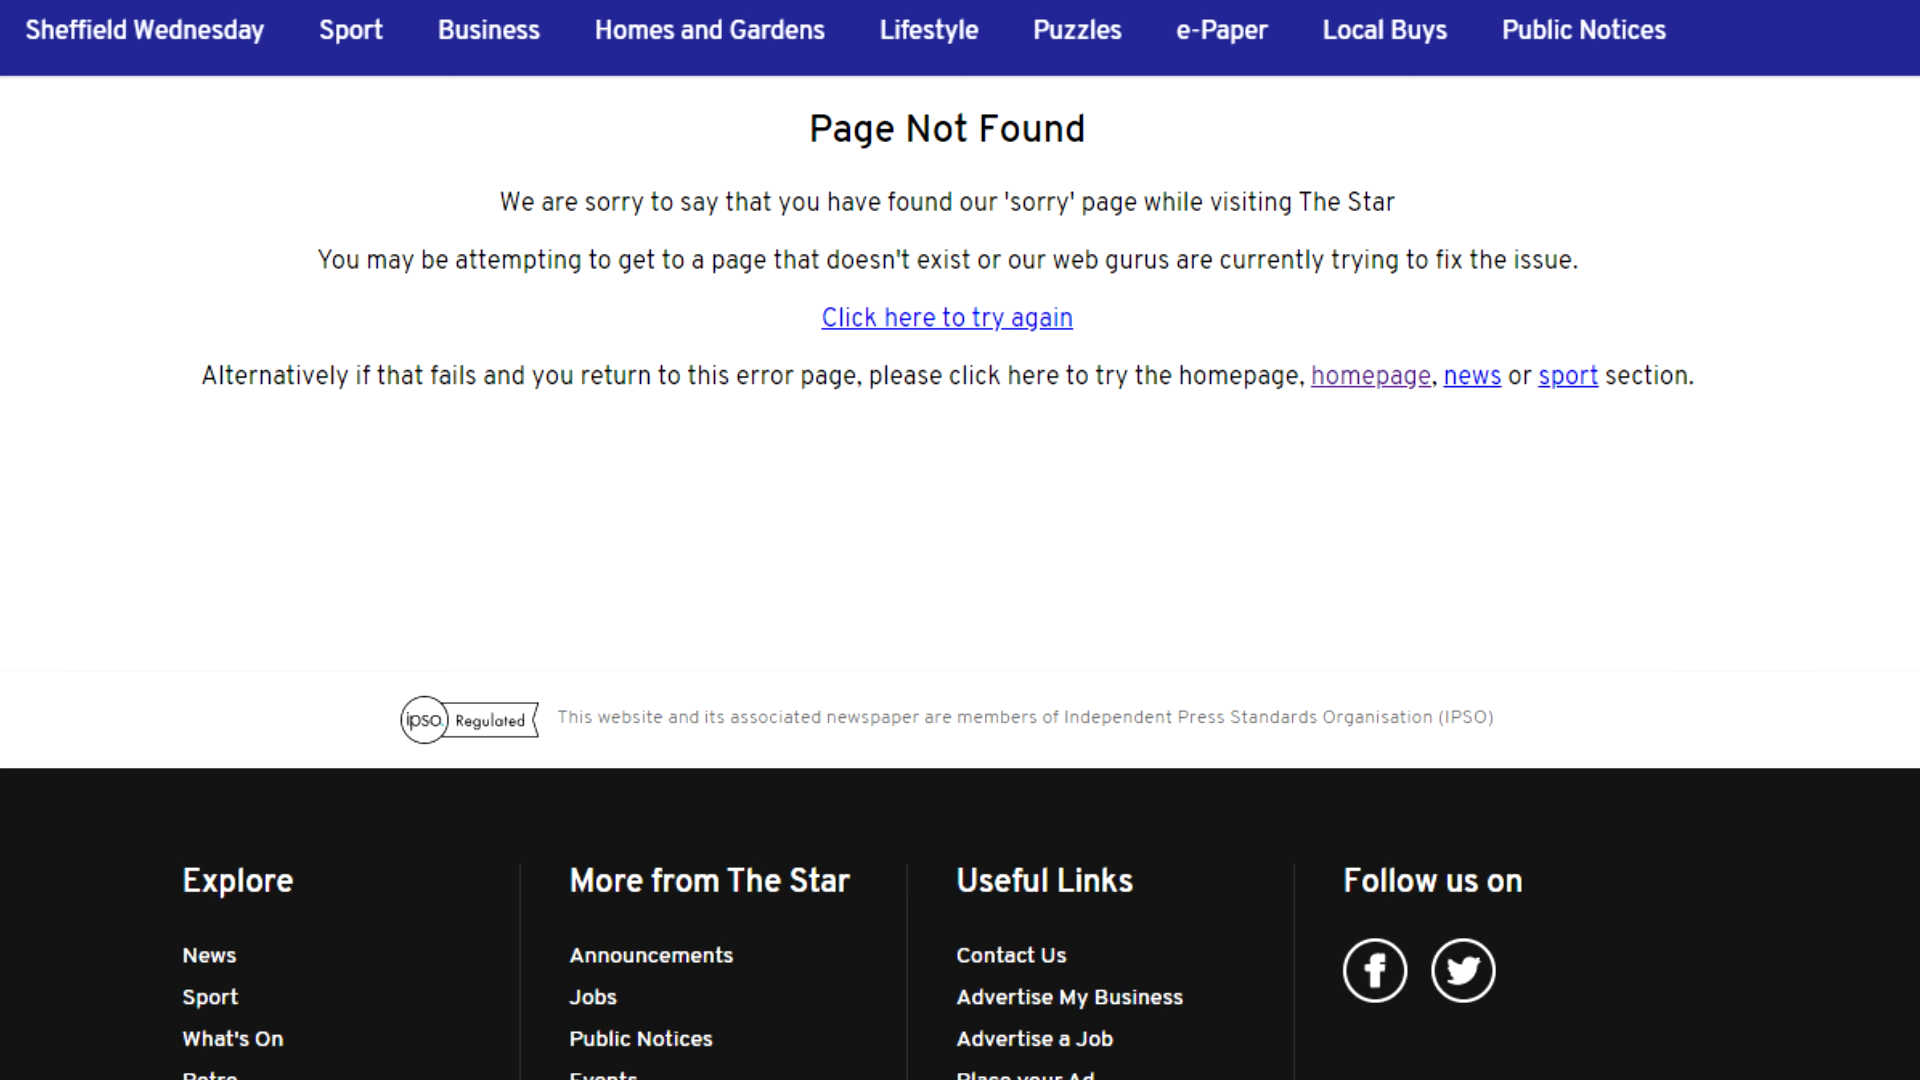 Sheffield Wednesday Sport Business Homes and Gardens Lifestyle Puzzles e-Paper Local Buys Public Notices
Page Not Found
We are sorry to say that you have found our 'sorry' page while visiting The Star
You may be attempting to get to a page that doesn't exist or our web gurus are currently trying to fix the issue.
Click here to try again
Alternatively if that fails and you return to this error page, please click here to try the homepage, homepage, news or sport section.
ipso. Regulated This website and its associated newspaper are members of Independent Press Standards Organisation (IPSO)
Explore
News
Sport
What's On
Retro
More from The Star
Announcements
Jobs
Public Notices
Events
Useful Links
Contact Us
Advertise My Business
Advertise a Job
Place your Ad
Follow us on